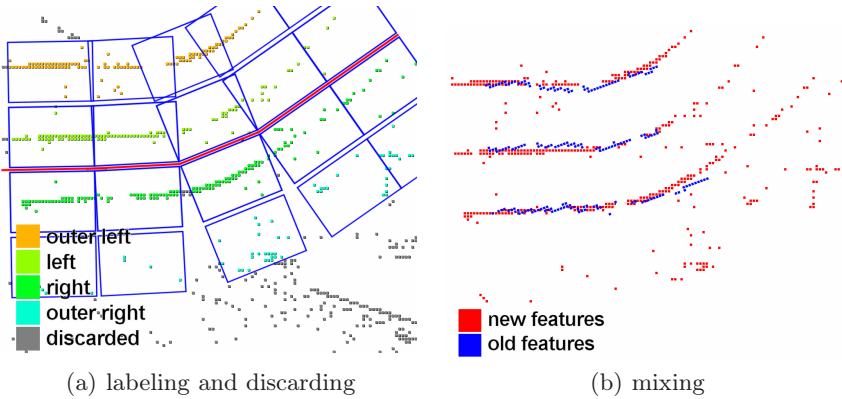 outer left
left
right
outer right
discarded
new features
old features
(a) labeling and discarding
(b) mixing